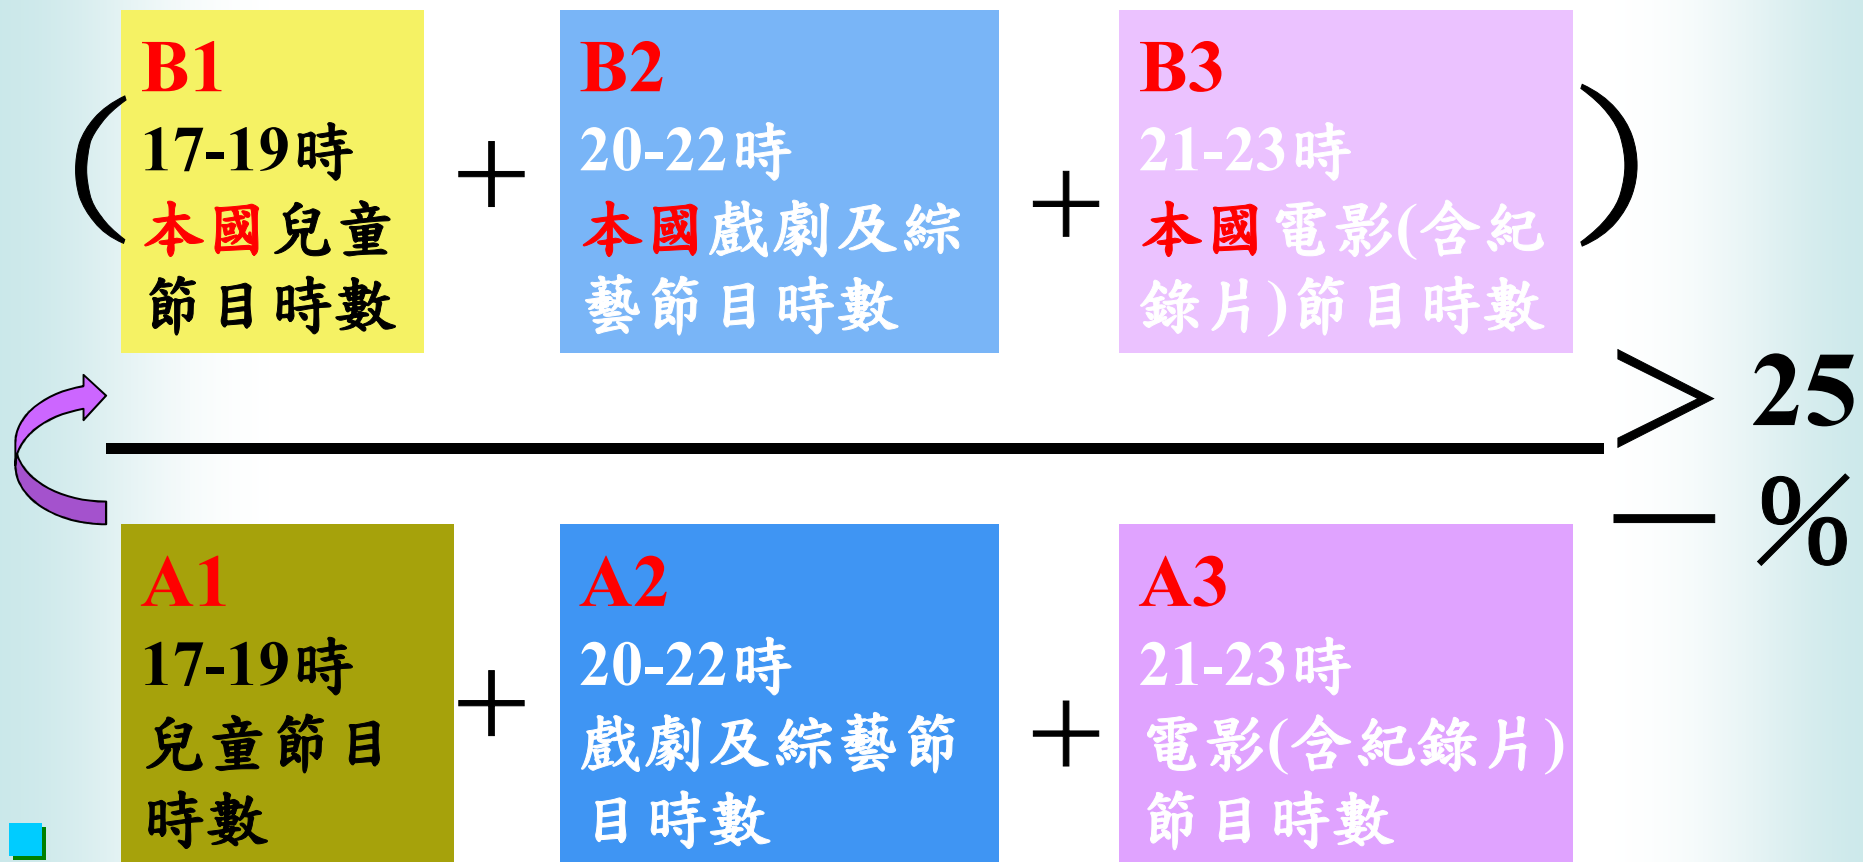 (
B1
17-19時
本國兒童
節目時數
+
B2
20-22時
本國戲劇及綜
藝節目時數
+
B3
21-23時
本國電影(含紀
錄片)節目時數
)
> 25
— %
A1
17-19時
兒童節目
時數
+
A2
20-22時
戲劇及綜藝節
目時數
+
A3
21-23時
電影(含紀錄片)
節目時數